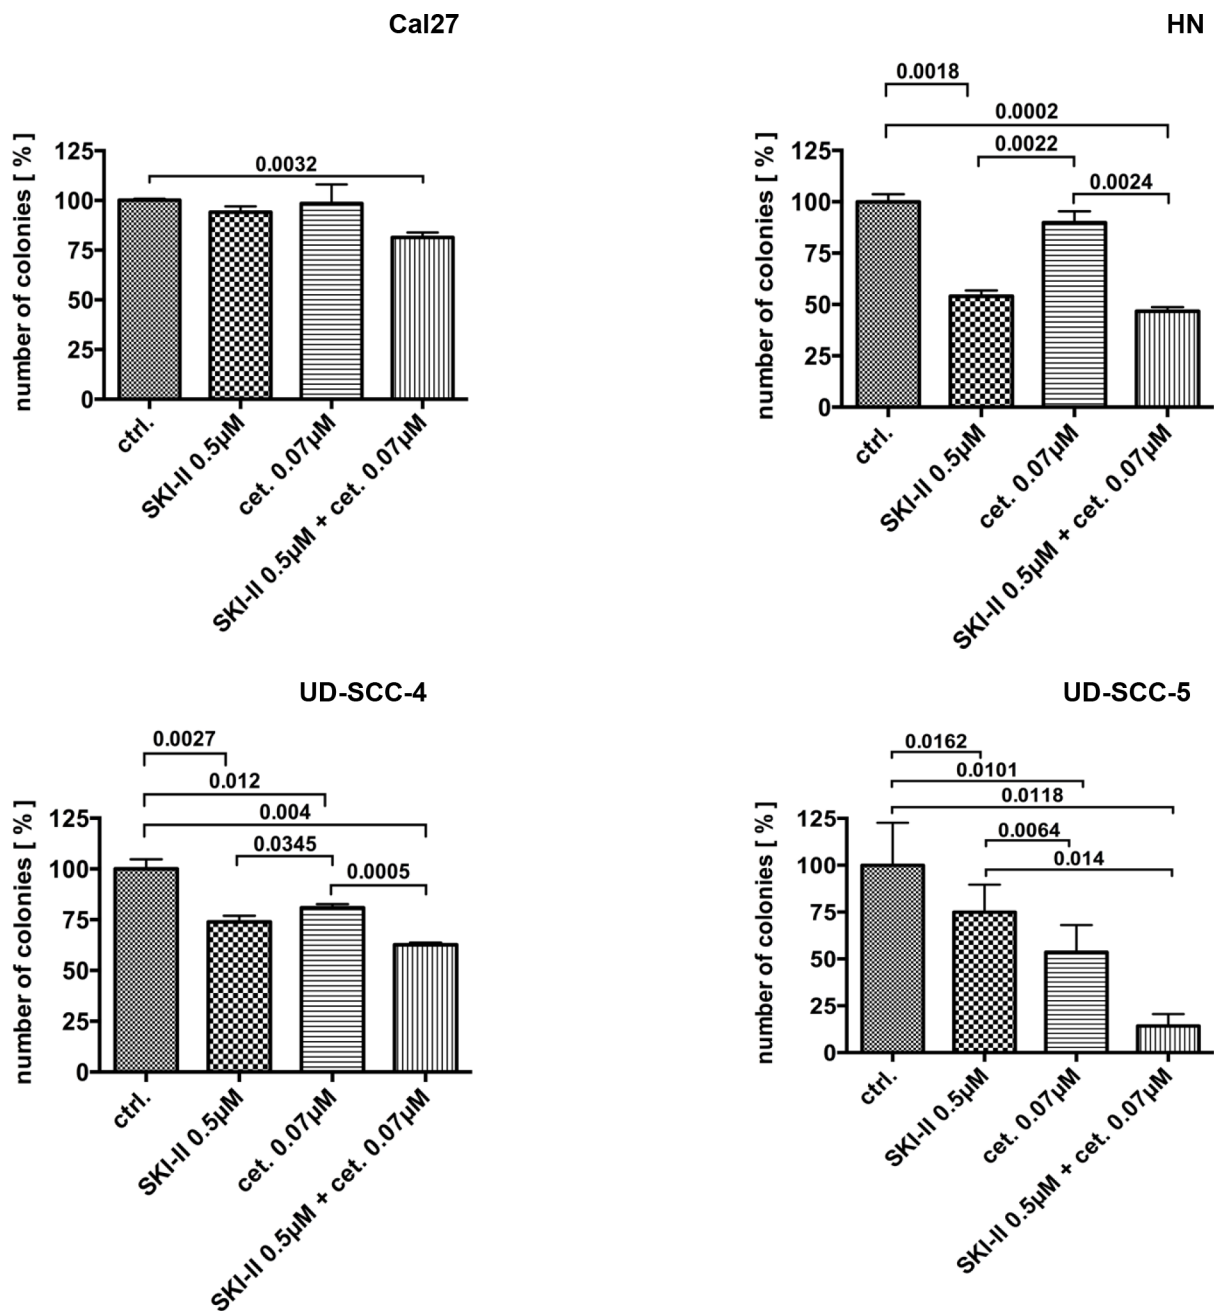 Cal27
number of colonies [ % ]
125
100
75
50
25
0
0.0032
ctrl.
SKI-II 0.5µM
cet. 0.07µM
SKI-II 0.5µM + cet. 0.07µM
HN
number of colonies [ % ]
125
100
75
50
25
0
0.0018
0.0002
0.0022
0.0024
ctrl.
SKI-II 0.5µM
cet. 0.07µM
SKI-II 0.5µM + cet. 0.07µM
UD-SCC-4
number of colonies [ % ]
125
100
75
50
25
0
0.0027
0.012
0.004
0.0345
0.0005
ctrl.
SKI-II 0.5µM
cet. 0.07µM
SKI-II 0.5µM + cet. 0.07µM
UD-SCC-5
number of colonies [ % ]
125
100
75
50
25
0
0.0162
0.0101
0.0118
0.0064
0.014
ctrl.
SKI-II 0.5µM
cet. 0.07µM
SKI-II 0.5µM + cet. 0.07µM